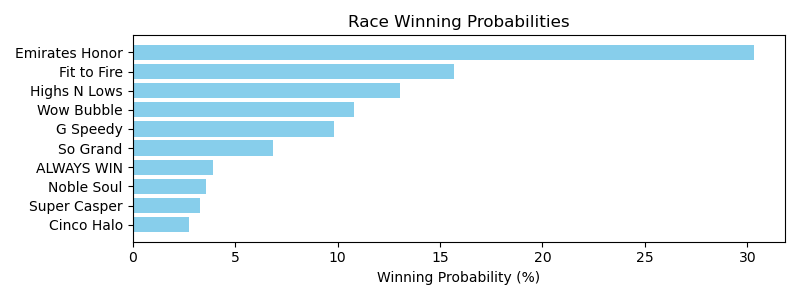 Race Winning Probabilities
Emirates Honor
Fit to Fire
Highs N Lows
Wow Bubble
G Speedy
So Grand
ALWAYS WIN
Noble Soul
Super Casper
Cinco Halo
0 5 10 15 20 25 30
Winning Probability (%)